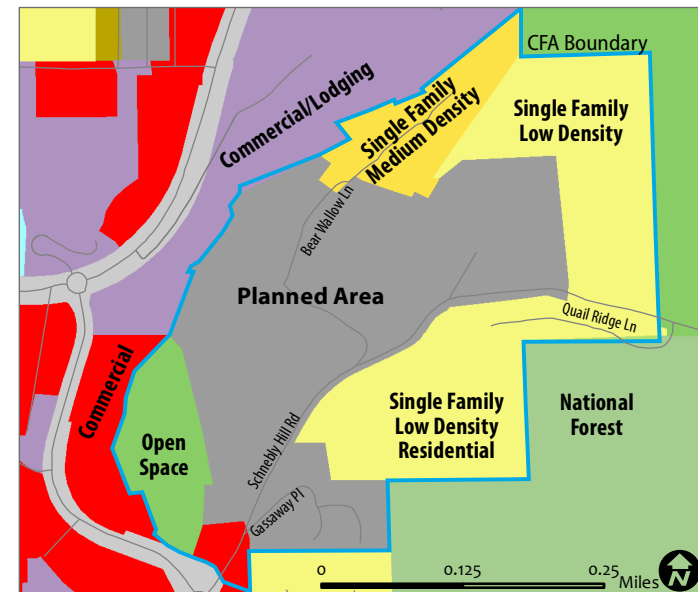 CFA Boundary
Commercial/Lodging
Single Family
Medium Density
Single Family
Low Density
Bear Wallow Ln
Planned Area
Quail Ridge Ln
Commercial
Open
Space
Schnebly Hill Rd
Single Family
Low Density
Residential
National
Forest
Gassaway Pl
0
0.125
0.25
Miles
N